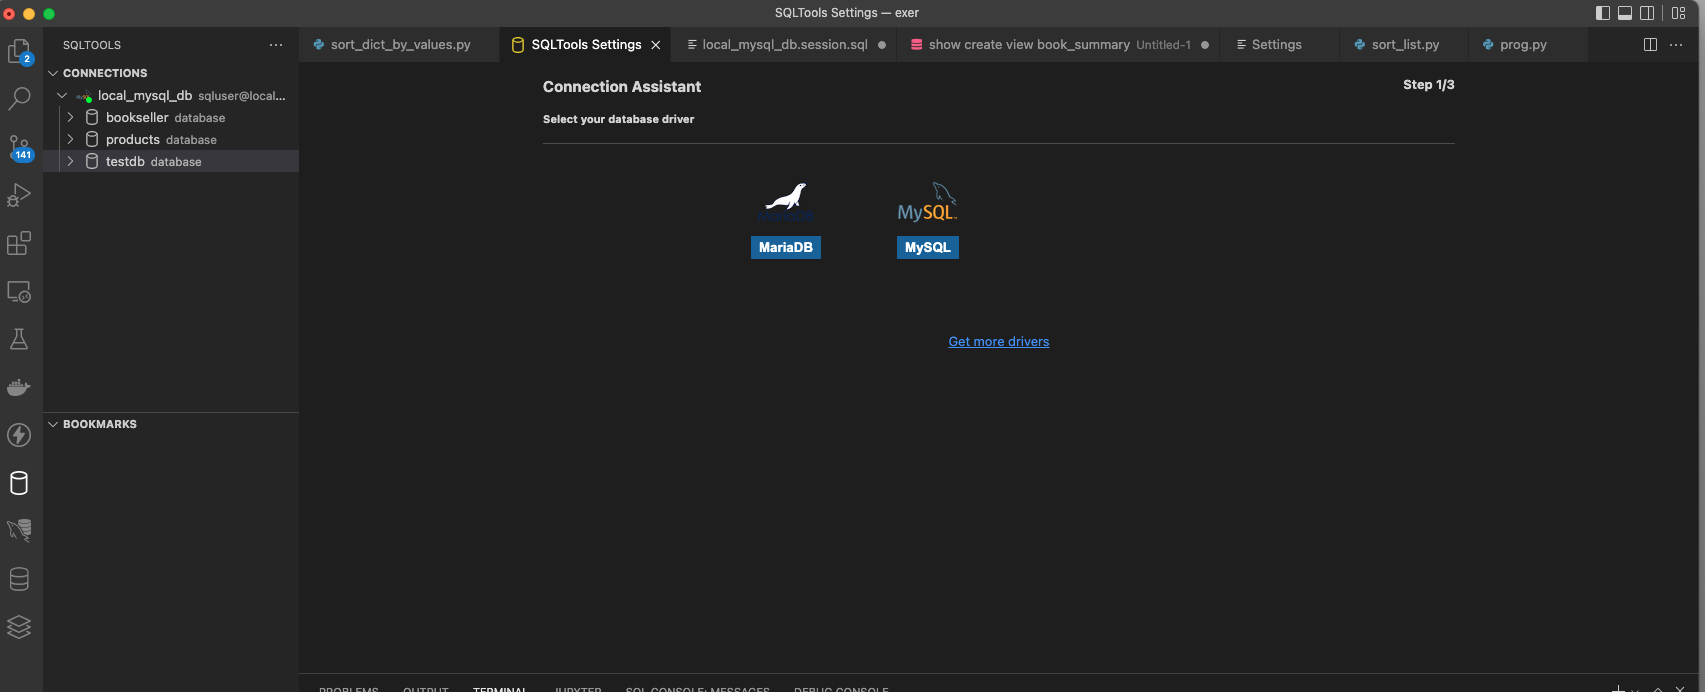 SQLTools Settings — exer
SQLTOOLS
sort_dict_by_values.py
SQLTools Settings
local_mysql_db.session.sql
show create view book_summary Untitled-1
Settings
sort_list.py
prog.py
2
141
CONNECTIONS
local_mysql_db sqluser@local...
bookseller database
products database
testdb database
BOOKMARKS
Connection Assistant
Step 1/3
Select your database driver
MySQL
MariaDB
MySQL
Get more drivers
PROBLEMS
OUTPUT
TERMINAL
JUPYTER
SQL CONSOLE: MESSAGES
DEBUG CONSOLE